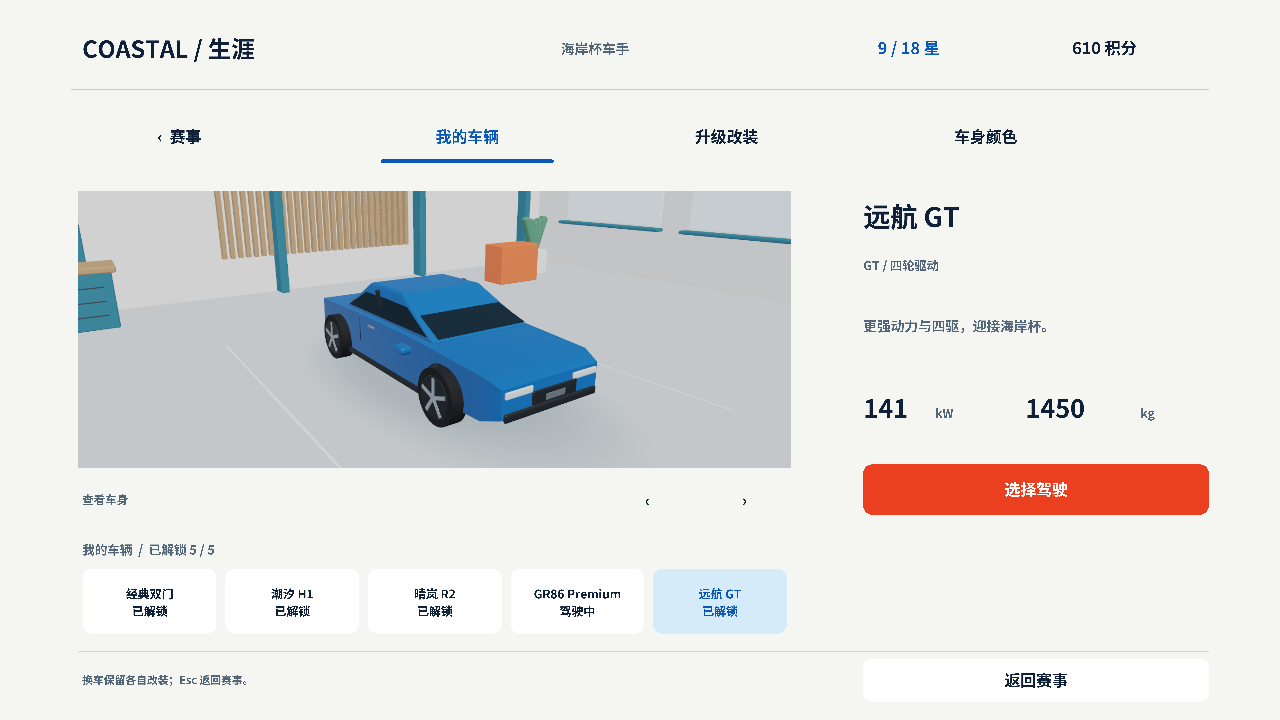 COASTAL / 生涯
海岸杯车手
9 / 18 星
610 积分
‹ 赛事
我的车辆
升级改装
车身颜色
远航 GT
GT / 四轮驱动
更强动力与四驱，迎接海岸杯。
141 kW
1450 kg
选择驾驶
查看车身
‹
›
我的车辆 / 已解锁 5 / 5
经典双门
已解锁
潮汐 H1
已解锁
晴岚 R2
已解锁
GR86 Premium
驾驶中
远航 GT
已解锁
换车保留各自改装；Esc 返回赛事。
返回赛事